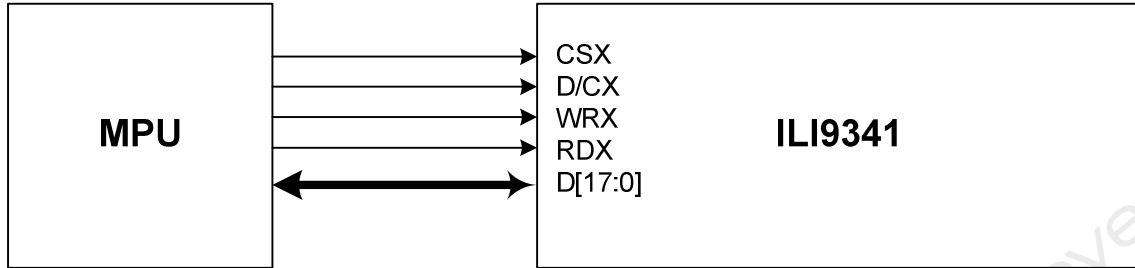 MPU
CSX
D/CX
WRX
RDX
D[17:0]
ILI9341